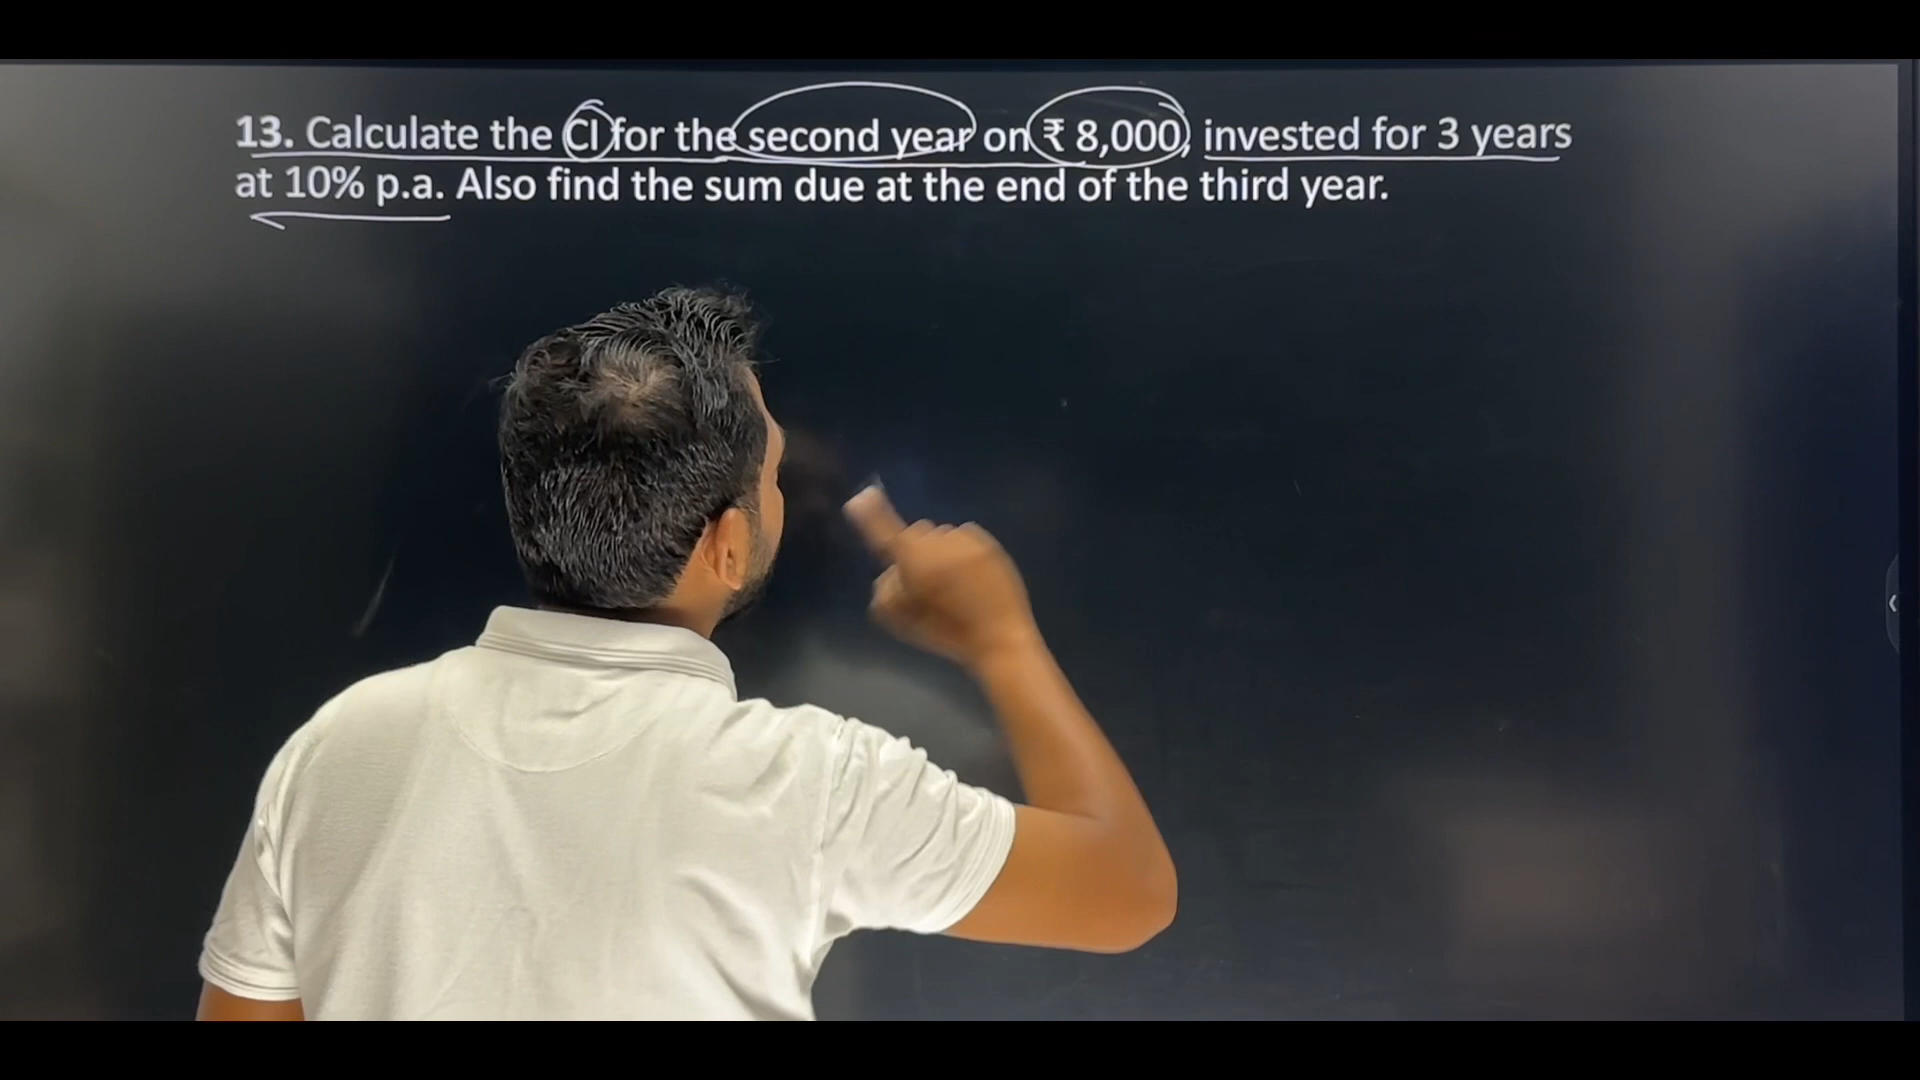 13. Calculate the CI for the second year on ₹ 8,000, invested for 3 years
at 10% p.a. Also find the sum due at the end of the third year.